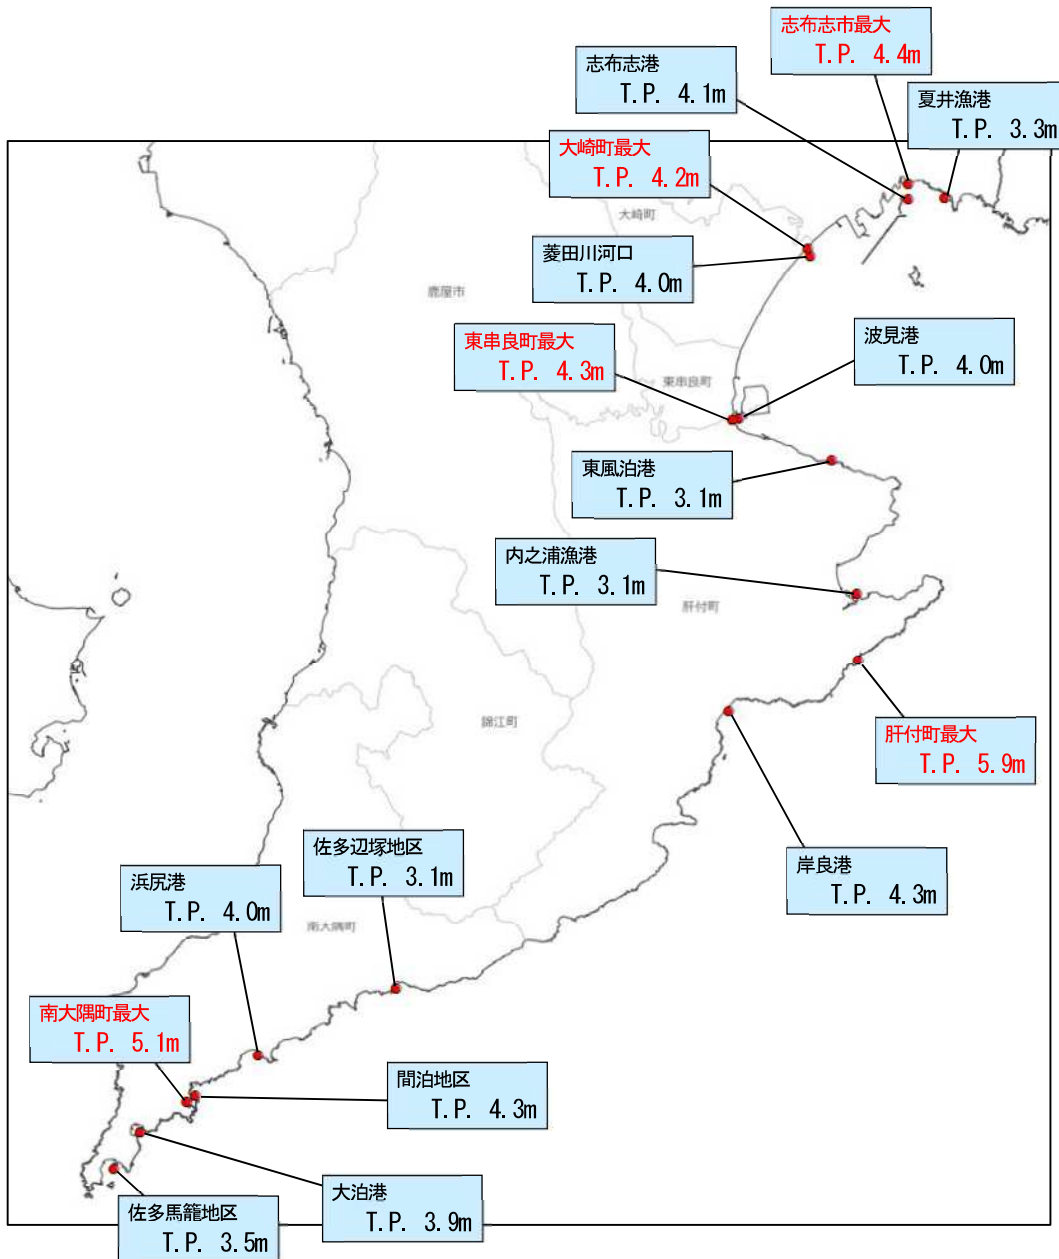 志布志市最大
T.P. 4.4m
志布志港
T.P. 4.1m
夏井漁港
T.P. 3.3m
大崎町最大
T.P. 4.2m
大崎町
菱田川河口
T.P. 4.0m
鹿屋市
東串良町最大
T.P. 4.3m
波見港
T.P. 4.0m
東串良町
東風泊港
T.P. 3.1m
内之浦漁港
T.P. 3.1m
肝付町
錦江町
肝付町最大
T.P. 5.9m
佐多辺塚地区
T.P. 3.1m
岸良港
T.P. 4.3m
浜尻港
T.P. 4.0m
南大隅町
南大隅町最大
T.P. 5.1m
間泊地区
T.P. 4.3m
大泊港
T.P. 3.9m
佐多馬籠地区
T.P. 3.5m